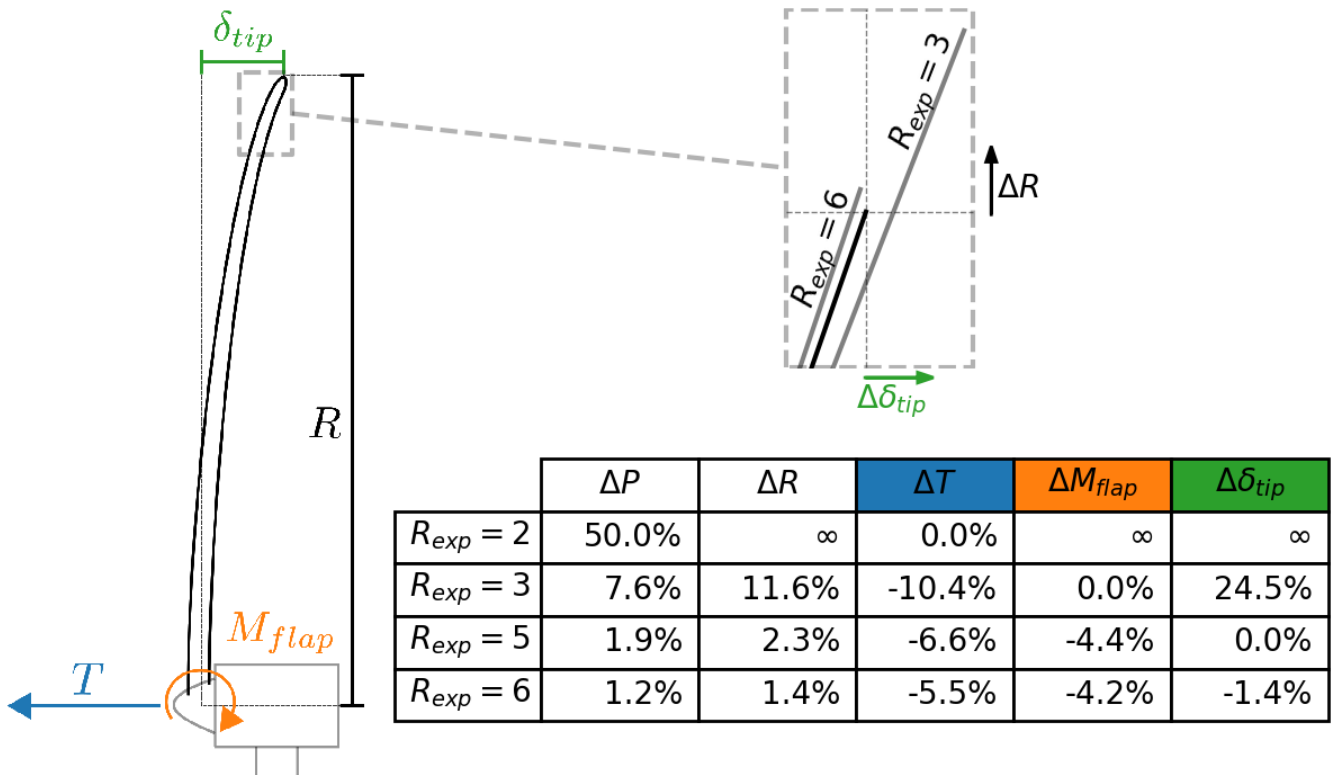 δ_tip
R_exp = 3
R_exp = 6
ΔR
Δδ_tip
R
M_flap
T
ΔP ΔR ΔT ΔM_flap Δδ_tip
R_exp = 2 50.0% ∞ 0.0% ∞ ∞
R_exp = 3 7.6% 11.6% -10.4% 0.0% 24.5%
R_exp = 5 1.9% 2.3% -6.6% -4.4% 0.0%
R_exp = 6 1.2% 1.4% -5.5% -4.2% -1.4%